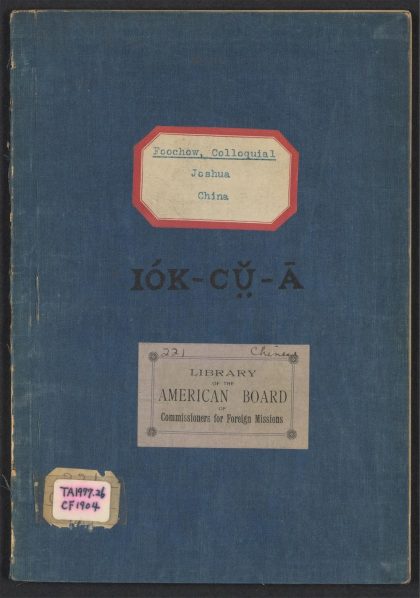 Foochow, Colloquial
Joshua
China
IÓK-CṲ̆-Ā
221 Chinese
LIBRARY
OF THE
AMERICAN BOARD
OF
Commissioners for Foreign Missions
TA1977.26
CF1904